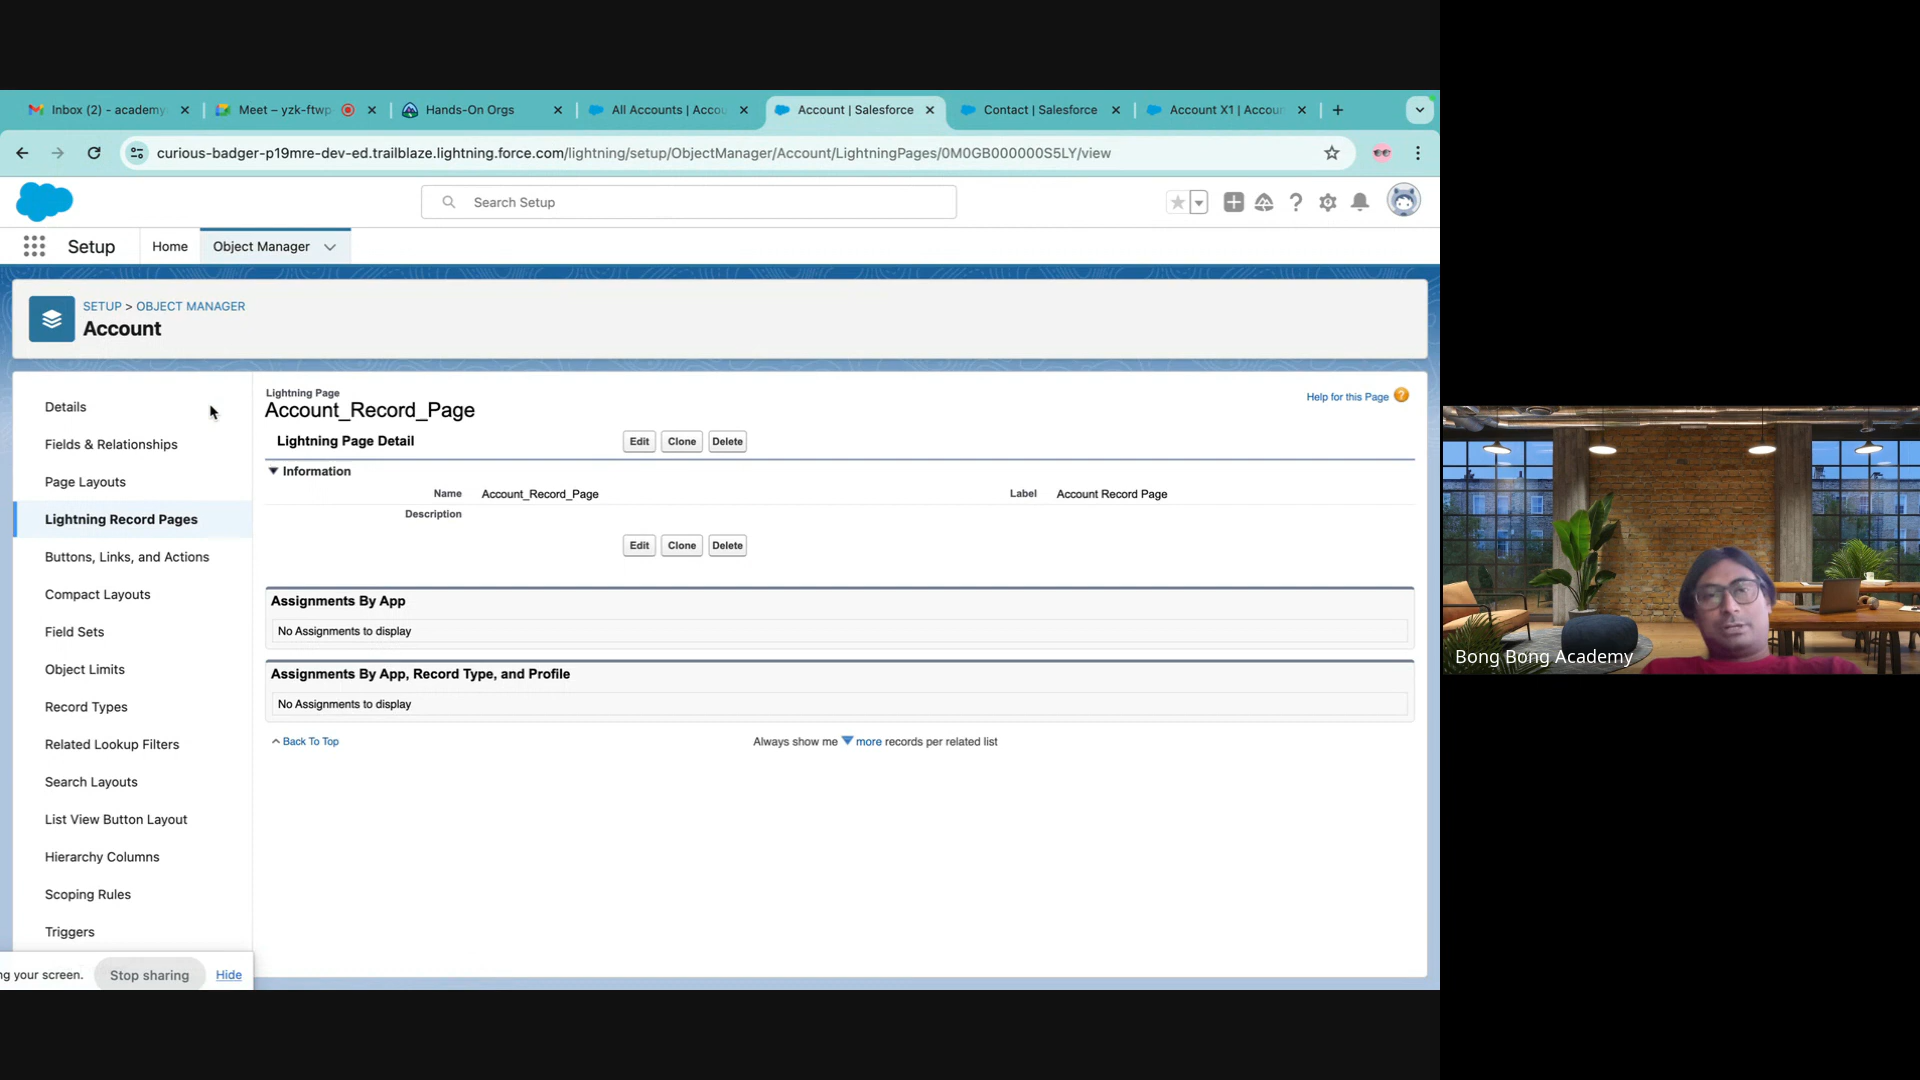 Inbox (2) - academy
Meet – yzk-ftwp
Hands-On Orgs
All Accounts | Accou
Account | Salesforce
Contact | Salesforce
Account X1 | Accoun
curious-badger-p19mre-dev-ed.trailblaze.lightning.force.com/lightning/setup/ObjectManager/Account/LightningPages/0M0GB000000S5LY/view
Search Setup
Setup
Home
Object Manager
SETUP > OBJECT MANAGER
Account
Details
Fields & Relationships
Page Layouts
Lightning Record Pages
Buttons, Links, and Actions
Compact Layouts
Field Sets
Object Limits
Record Types
Related Lookup Filters
Search Layouts
List View Button Layout
Hierarchy Columns
Scoping Rules
Triggers
Lightning Page
Account_Record_Page
Help for this Page ?
Lightning Page Detail
Edit Clone Delete
Information
Name Account_Record_Page Label Account Record Page
Description
Edit Clone Delete
Assignments By App
No Assignments to display
Assignments By App, Record Type, and Profile
No Assignments to display
Back To Top
Always show me more records per related list
ng your screen. Stop sharing Hide
Bong Bong Academy